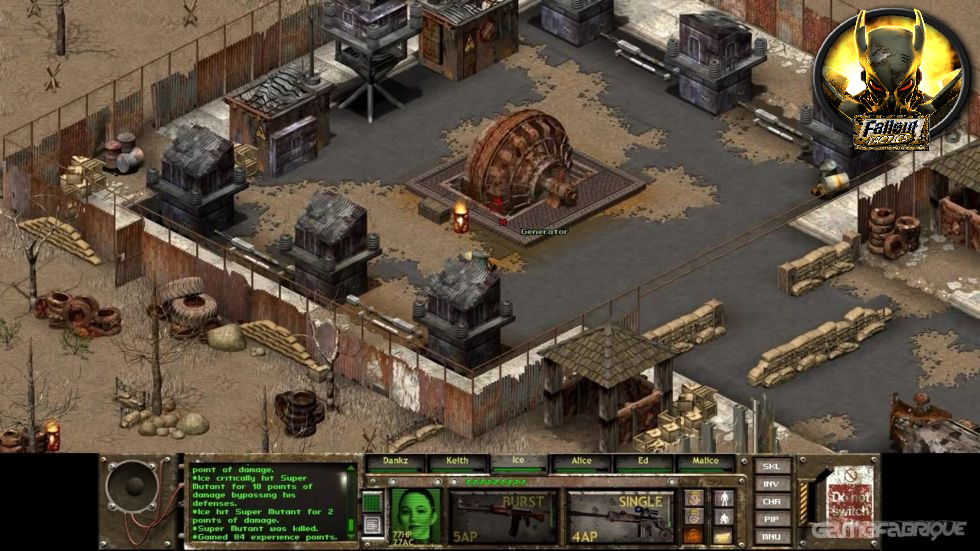 Fallout
TACTICS
Generator
Dankz
Keith
Ice
Alice
Ed
Malice
point of damage.
•Ice critically hit Super
Mutant for 18 points of
damage bypassing his
defenses.
•Ice hit Super Mutant for 2
points of damage.
•Super Mutant was killed.
•Gained 84 experience points.
77HP
27AC
BURST
5AP
SINGLE
4AP
SKL
INV
CHA
PIP
MNU
Do not
switch
GAMEFABRIQUE